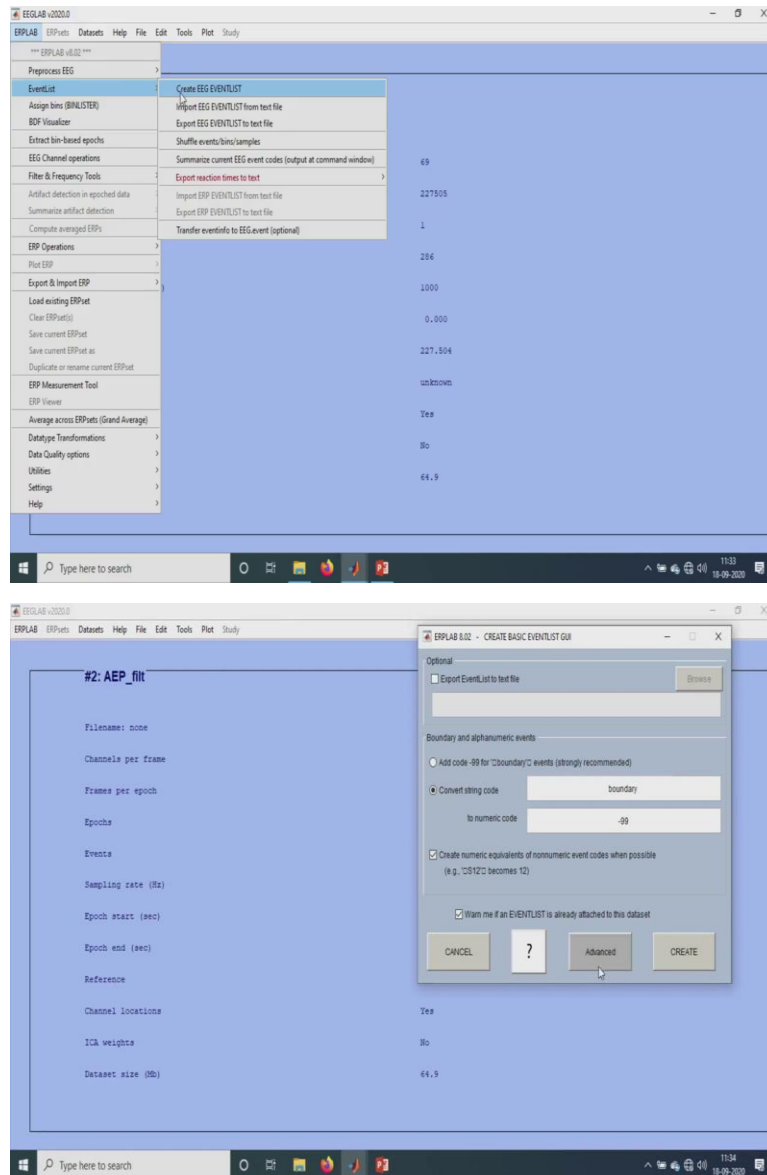 EEGLAB v2020.0
ERPLAB ERPsets Datasets Help File Edit Tools Plot Study
*** ERPLAB v8.02 ***
Preprocess EEG
EventList
Assign bins (BINLISTER)
BDF Visualizer
Extract bin-based epochs
EEG Channel operations
Filter & Frequency Tools
Artifact detection in epoched data
Summarize artifact detection
Compute averaged ERPs
ERP Operations
Plot ERP
Export & Import ERP
Load existing ERPset
Clear ERPset(s)
Save current ERPset
Save current ERPset as
Duplicate or rename current ERPset
ERP Measurement Tool
ERP Viewer
Average across ERPsets (Grand Average)
Datatype Transformations
Data Quality options
Utilities
Settings
Help
Create EEG EVENTLIST
Import EEG EVENTLIST from text file
Export EEG EVENTLIST to text file
Shuffle events/bins/samples
Summarize current EEG event codes (output at command window)
Export reaction times to text
Import ERP EVENTLIST from text file
Export ERP EVENTLIST to text file
Transfer eventinfo to EEG.event (optional)
69
227505
1
286
1000
0.000
227.504
unknown
Yes
No
64.9
Type here to search
11:33
18-09-2020
EEGLAB v2020.0
ERPLAB ERPsets Datasets Help File Edit Tools Plot Study
#2: AEP_filt
Filename: none
Channels per frame
Frames per epoch
Epochs
Events
Sampling rate (Hz)
Epoch start (sec)
Epoch end (sec)
Reference
Channel locations Yes
ICA weights No
Dataset size (Mb) 64.9
ERPLAB 8.02 - CREATE BASIC EVENTLIST GUI
Optional
Export EventList to text file
Browse
Boundary and alphanumeric events
Add code -99 for '□boundary'□ events (strongly recommended)
Convert string code boundary
to numeric code -99
Create numeric equivalents of nonnumeric event codes when possible
(e.g., '□S12'□ becomes 12)
Warn me if an EVENTLIST is already attached to this dataset
CANCEL ? Advanced CREATE
Type here to search
11:34
18-09-2020